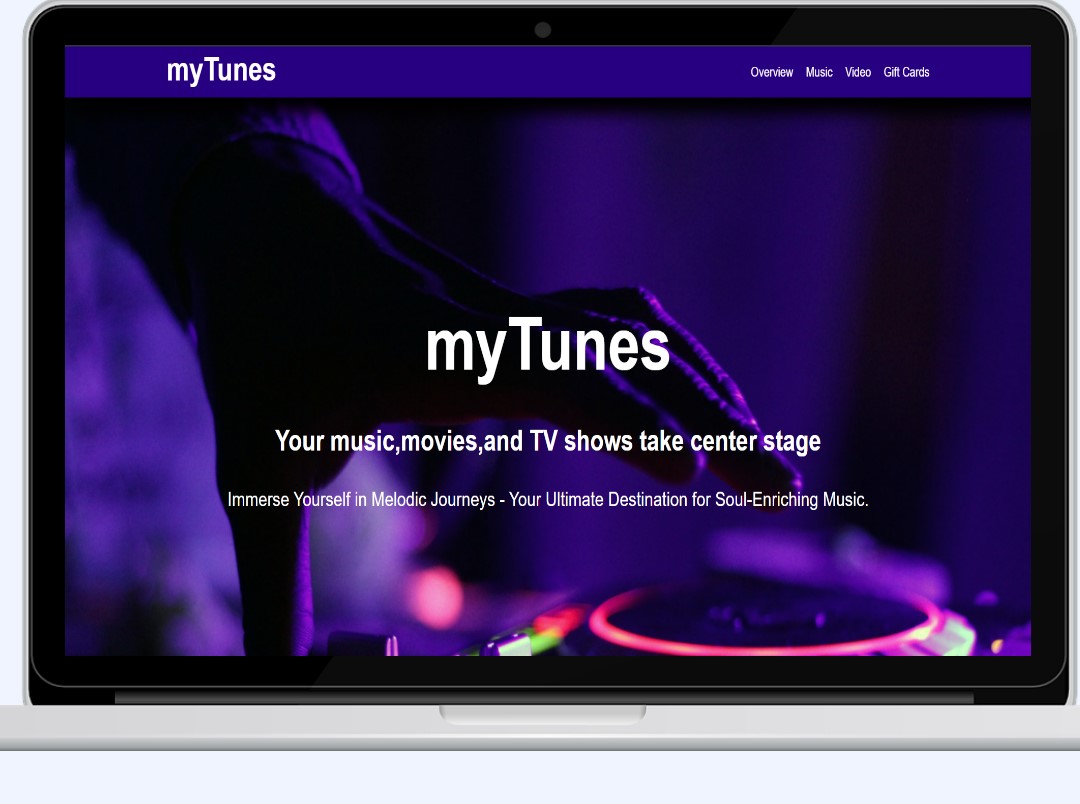 myTunes
Overview Music Video Gift Cards
myTunes
Your music,movies,and TV shows take center stage
Immerse Yourself in Melodic Journeys - Your Ultimate Destination for Soul-Enriching Music.